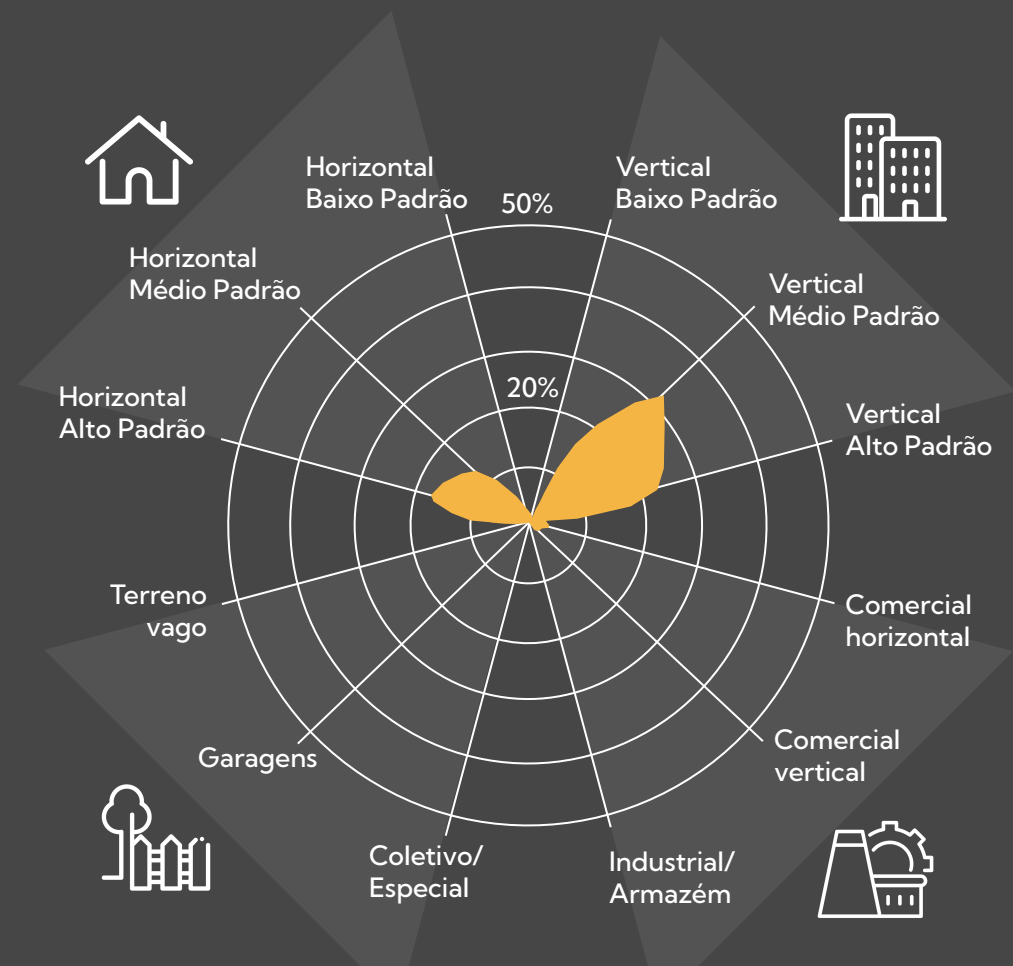 Horizontal
Baixo Padrão
50%
Vertical
Baixo Padrão
Horizontal
Médio Padrão
Vertical
Médio Padrão
20%
Horizontal
Alto Padrão
Vertical
Alto Padrão
Terreno
vago
Comercial
horizontal
Garagens
Comercial
vertical
Coletivo/
Especial
Industrial/
Armazém